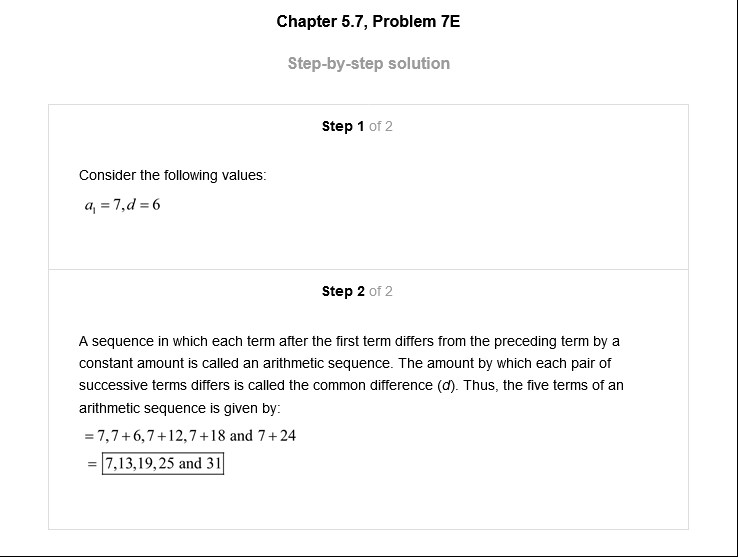 Chapter 5.7, Problem 7E
Step-by-step solution
Step 1 of 2
Consider the following values:
a₁ = 7, d = 6
Step 2 of 2
A sequence in which each term after the first term differs from the preceding term by a
constant amount is called an arithmetic sequence. The amount by which each pair of
successive terms differs is called the common difference (d). Thus, the five terms of an
arithmetic sequence is given by:
= 7, 7 + 6, 7 + 12, 7 + 18 and 7 + 24
= 7,13,19,25 and 31